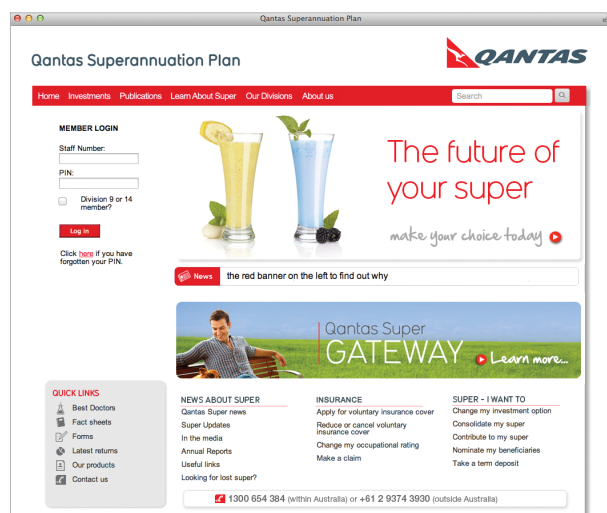 Qantas Superannuation Plan
Qantas Superannuation Plan
QANTAS
Home Investments Publications Learn About Super Our Divisions About us
Search
MEMBER LOGIN
Staff Number:
PIN:
Division 9 or 14
member?
Log in
Click here if you have
forgotten your PIN.
The future of
your super
make your choice today
News
the red banner on the left to find out why
Qantas Super
GATEWAY
Learn more...
QUICK LINKS
Best Doctors
Fact sheets
Forms
Latest returns
Our products
Contact us
NEWS ABOUT SUPER
Qantas Super news
Super Updates
In the media
Annual Reports
Useful links
Looking for lost super?
INSURANCE
Apply for voluntary insurance cover
Reduce or cancel voluntary
insurance cover
Change my occupational rating
Make a claim
SUPER - I WANT TO
Change my investment option
Consolidate my super
Contribute to my super
Nominate my beneficiaries
Take a term deposit
1300 654 384 (within Australia) or +61 2 9374 3930 (outside Australia)